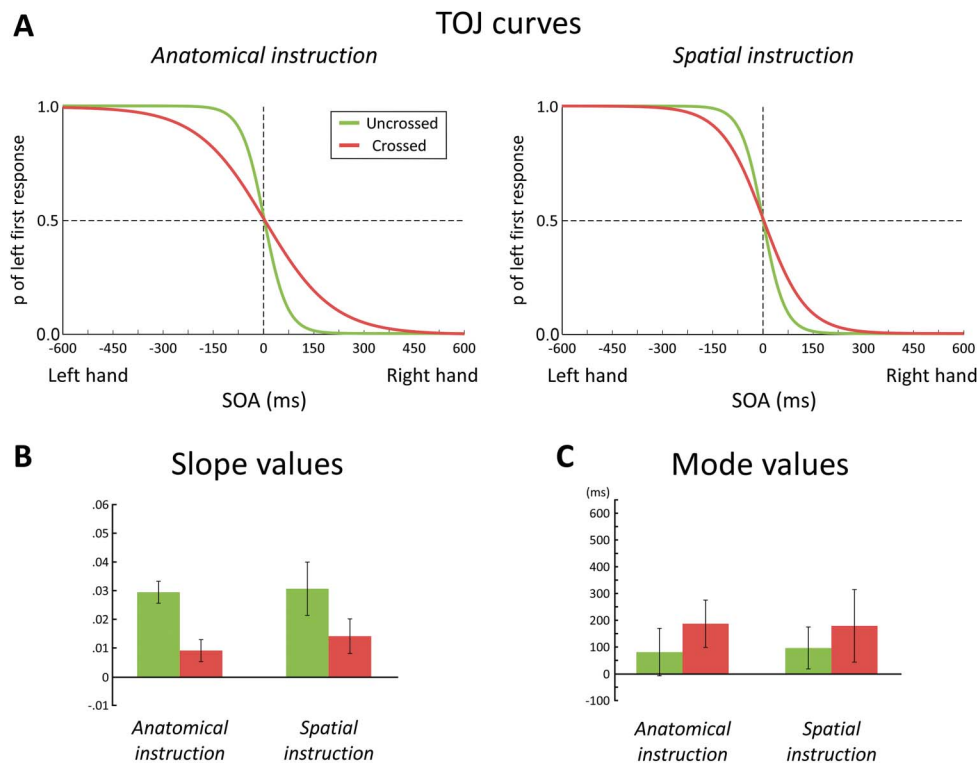 A
TOJ curves
Anatomical instruction
Spatial instruction
p of left first response
1.0
0.5
0.0
Uncrossed
Crossed
-600 -450 -300 -150 0 150 300 450 600
Left hand
Right hand
SOA (ms)
p of left first response
1.0
0.5
0.0
-600 -450 -300 -150 0 150 300 450 600
Left hand
Right hand
SOA (ms)
B
Slope values
.06
.05
.04
.03
.02
.01
0
-.01
Anatomical
instruction
Spatial
instruction
C
Mode values
(ms)
600
500
400
300
200
100
0
-100
Anatomical
instruction
Spatial
instruction